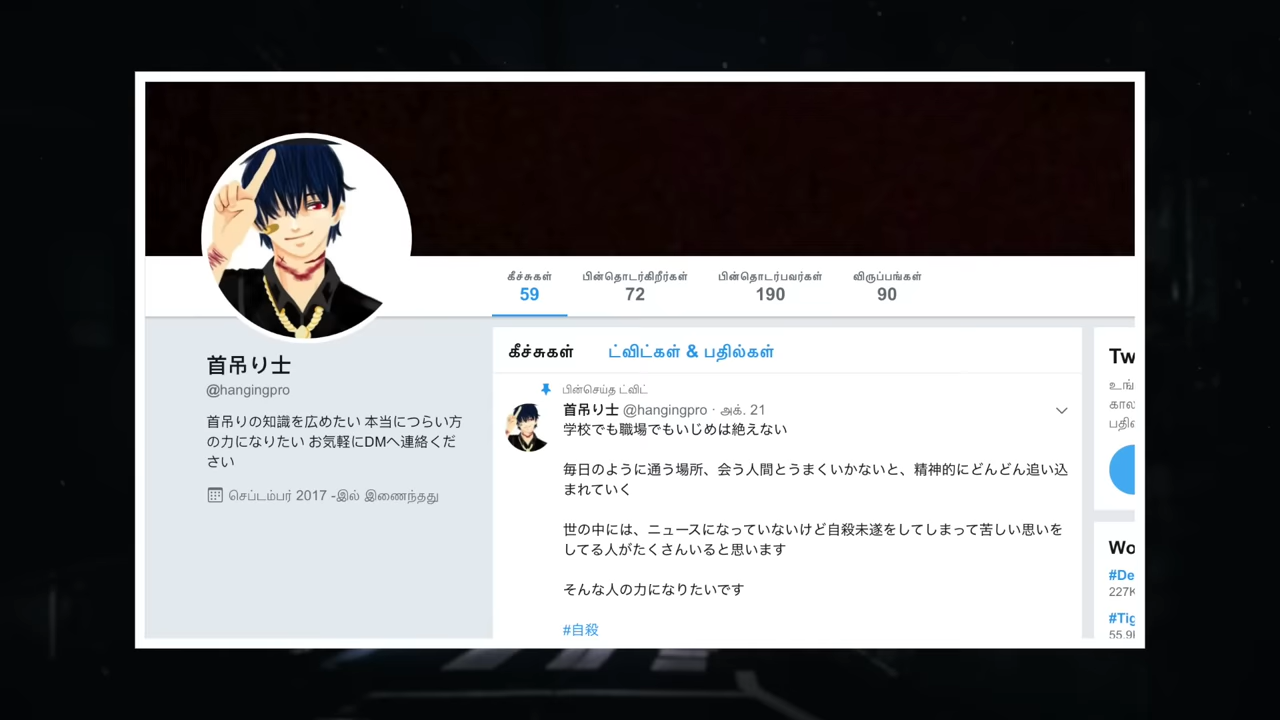 கீச்சுகள் பின்தொடர்கிறீர்கள் பின்தொடர்பவர்கள் விருப்பங்கள்
59 72 190 90
首吊り士
@hangingpro
首吊りの知識を広めたい 本当につらい方
の力になりたい お気軽にDMへ連絡くだ
さい
செப்டம்பர் 2017 -இல் இணைந்தது
கீச்சுகள் ட்விட்கள் & பதில்கள்
பின்செய்த ட்விட்
首吊り士 @hangingpro · அக். 21
学校でも職場でもいじめは絶えない
毎日のように通う場所、会う人間とうまくいかないと、精神的にどんどん追い込
まれていく
世の中には、ニュースになっていないけど自殺未遂をしてしまって苦しい思いを
してる人がたくさんいると思います
そんな人の力になりたいです
#自殺
Tw
உங்
கால
பதிவ
Wo
#De
227K
#Tig
55.9K